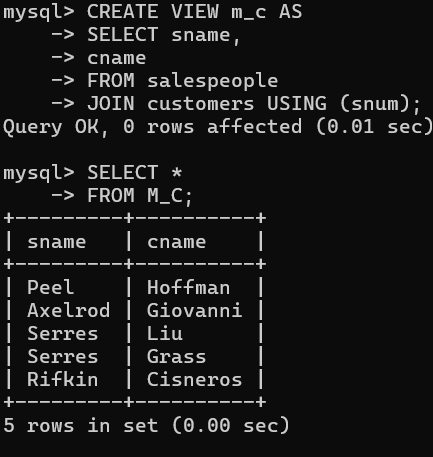 mysql> CREATE VIEW m_c AS
    -> SELECT sname,
    -> cname
    -> FROM salespeople
    -> JOIN customers USING (snum);
Query OK, 0 rows affected (0.01 sec)

mysql> SELECT *
    -> FROM M_C;
+----------+----------+
| sname   | cname    |
+----------+----------+
| Peel    | Hoffman  |
| Axelrod | Giovanni |
| Serres  | Liu      |
| Serres  | Grass    |
| Rifkin  | Cisneros |
+----------+----------+
5 rows in set (0.00 sec)